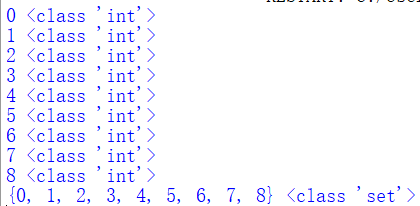 0 <class 'int'>
1 <class 'int'>
2 <class 'int'>
3 <class 'int'>
4 <class 'int'>
5 <class 'int'>
6 <class 'int'>
7 <class 'int'>
8 <class 'int'>
{0, 1, 2, 3, 4, 5, 6, 7, 8} <class 'set'>